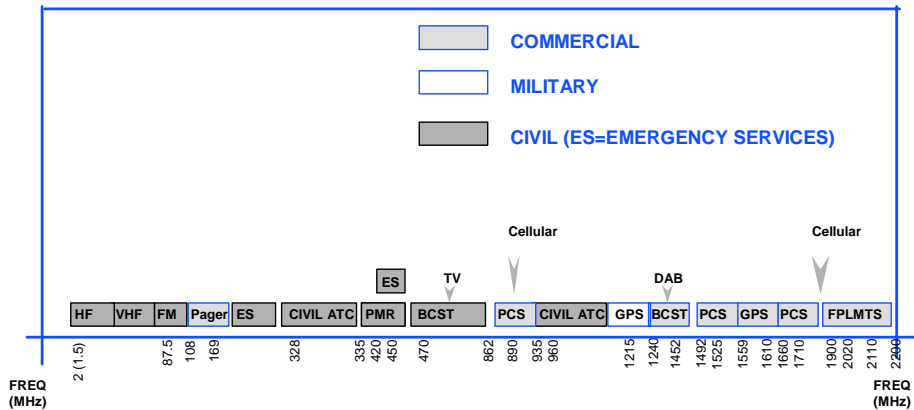 COMMERCIAL
MILITARY
CIVIL (ES=EMERGENCY SERVICES)
Cellular
Cellular
ES
TV
DAB
HF VHF FM Pager ES CIVIL ATC PMR BCST PCS CIVIL ATC GPS BCST PCS GPS PCS FPLMTS
2 (1.5) 87.5 108 169 328 335 420 450 470 862 890 935 960 1215 1240 1452 1492 1525 1559 1610 1660 1710 1900 2020 2110 2200
FREQ
(MHz)
FREQ
(MHz)